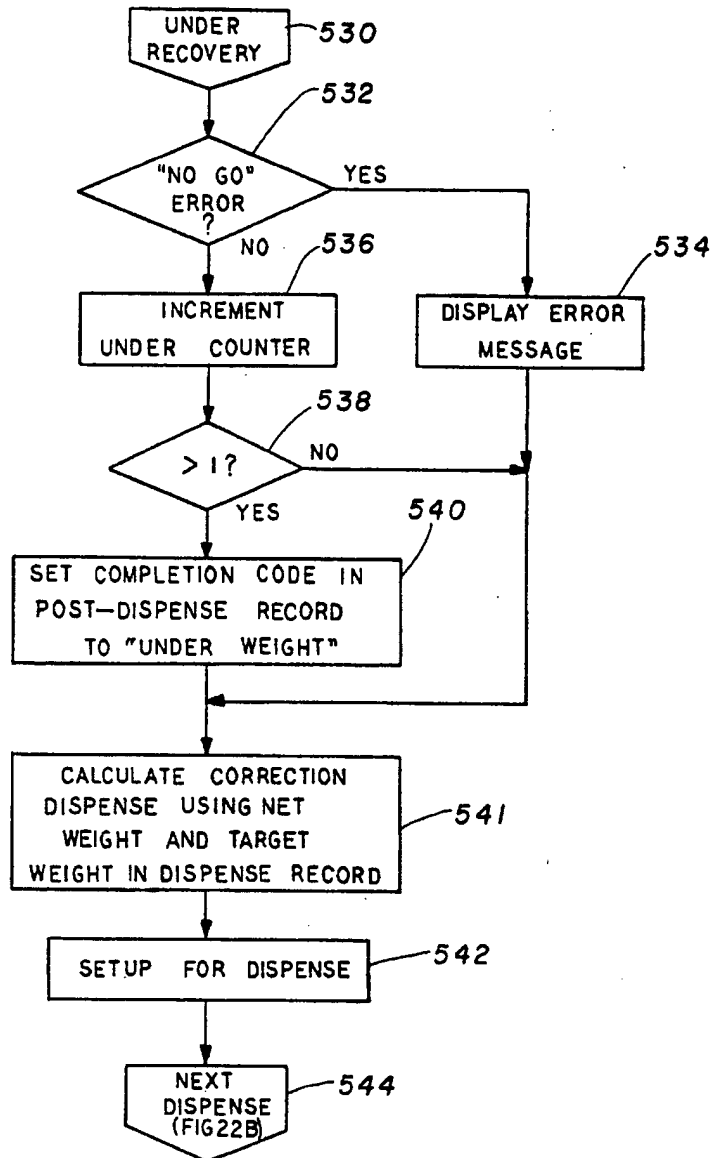 UNDER
RECOVERY
530
532
"NO GO"
ERROR
?
YES
NO
536
534
INCREMENT
UNDER COUNTER
DISPLAY ERROR
MESSAGE
538
> 1?
NO
YES
540
SET COMPLETION CODE IN
POST-DISPENSE RECORD
TO "UNDER WEIGHT"
CALCULATE CORRECTION
DISPENSE USING NET
WEIGHT AND TARGET
WEIGHT IN DISPENSE RECORD
541
SETUP FOR DISPENSE
542
NEXT
DISPENSE
(FIG22B)
544